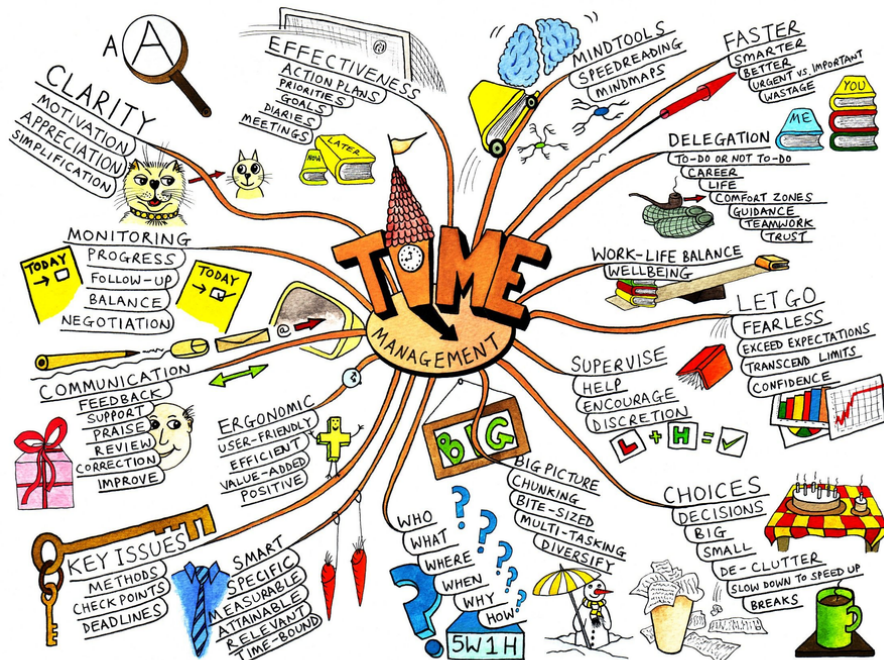 TIME
MANAGEMENT
A A
CLARITY
MOTIVATION
APPRECIATION
SIMPLIFICATION
EFFECTIVENESS
ACTION PLANS
PRIORITIES
GOALS
DIARIES
MEETINGS
@
NOW
LATER
MINDTOOLS
SPEEDREADING
MINDMAPS
FASTER
SMARTER
BETTER
URGENT VS. IMPORTANT
WASTAGE
ME
YOU
DELEGATION
TO-DO OR NOT TO-DO
CAREER
LIFE
COMFORT ZONES
GUIDANCE
TEAMWORK
TRUST
MONITORING
PROGRESS
FOLLOW-UP
BALANCE
NEGOTIATION
TODAY
TODAY
WORK-LIFE BALANCE
WELLBEING
LET GO
FEARLESS
EXCEED EXPECTATIONS
TRANSCEND LIMITS
CONFIDENCE
@
COMMUNICATION
FEEDBACK
SUPPORT
PRAISE
REVIEW
CORRECTION
IMPROVE
ERGONOMIC
USER-FRIENDLY
EFFICIENT
VALUE-ADDED
POSITIVE
SUPERVISE
HELP
ENCOURAGE
DISCRETION
L + H = ✓
BIG
BIG PICTURE
CHUNKING
BITE-SIZED
MULTI-TASKING
DIVERSIFY
CHOICES
DECISIONS
BIG
SMALL
DE-CLUTTER
SLOW DOWN TO SPEED UP
BREAKS
KEY ISSUES
METHODS
CHECK POINTS
DEADLINES
SMART
SPECIFIC
MEASURABLE
ATTAINABLE
RELEVANT
TIME-BOUND
WHO
WHAT
WHERE
WHEN
WHY
HOW
? ? ? ? ? ? ?
5W1H